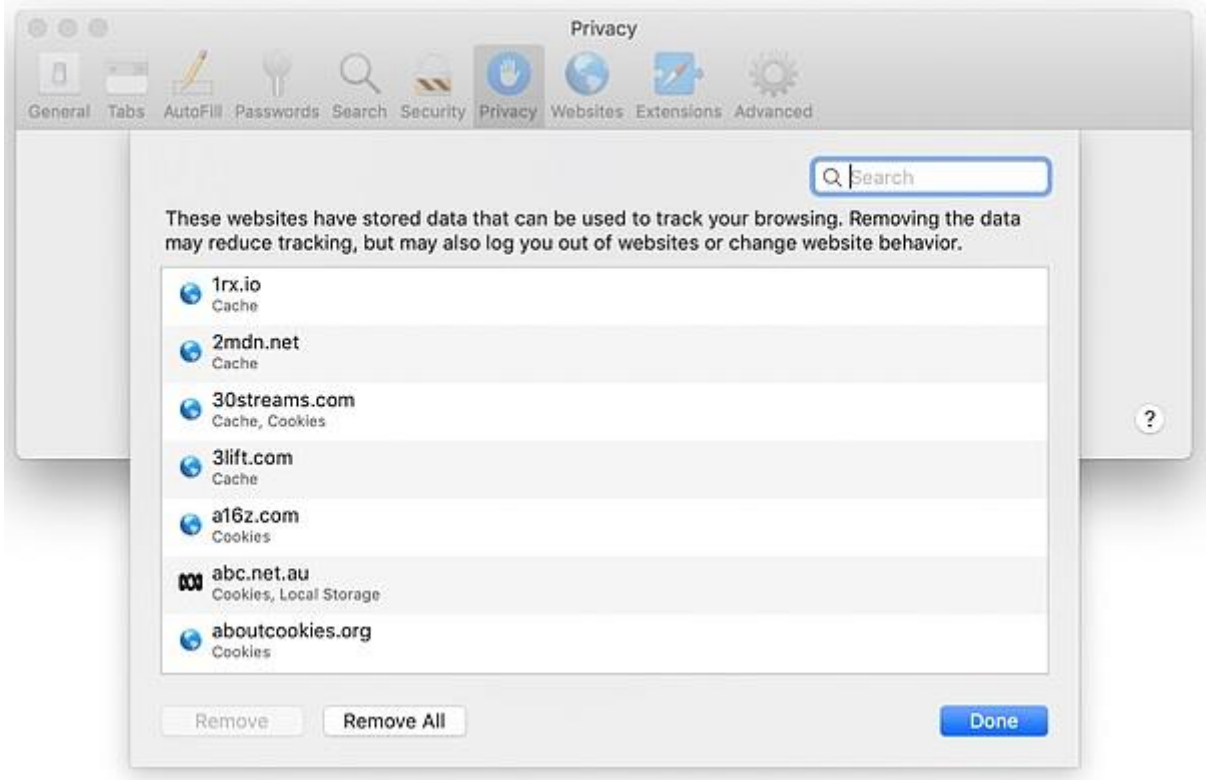 Privacy
General Tabs AutoFill Passwords Search Security Privacy Websites Extensions Advanced
Search
These websites have stored data that can be used to track your browsing. Removing the data
may reduce tracking, but may also log you out of websites or change website behavior.
1rx.io
Cache
2mdn.net
Cache
30streams.com
Cache, Cookies
?
3lift.com
Cache
a16z.com
Cookies
abc.net.au
Cookies, Local Storage
aboutcookies.org
Cookies
Remove Remove All Done